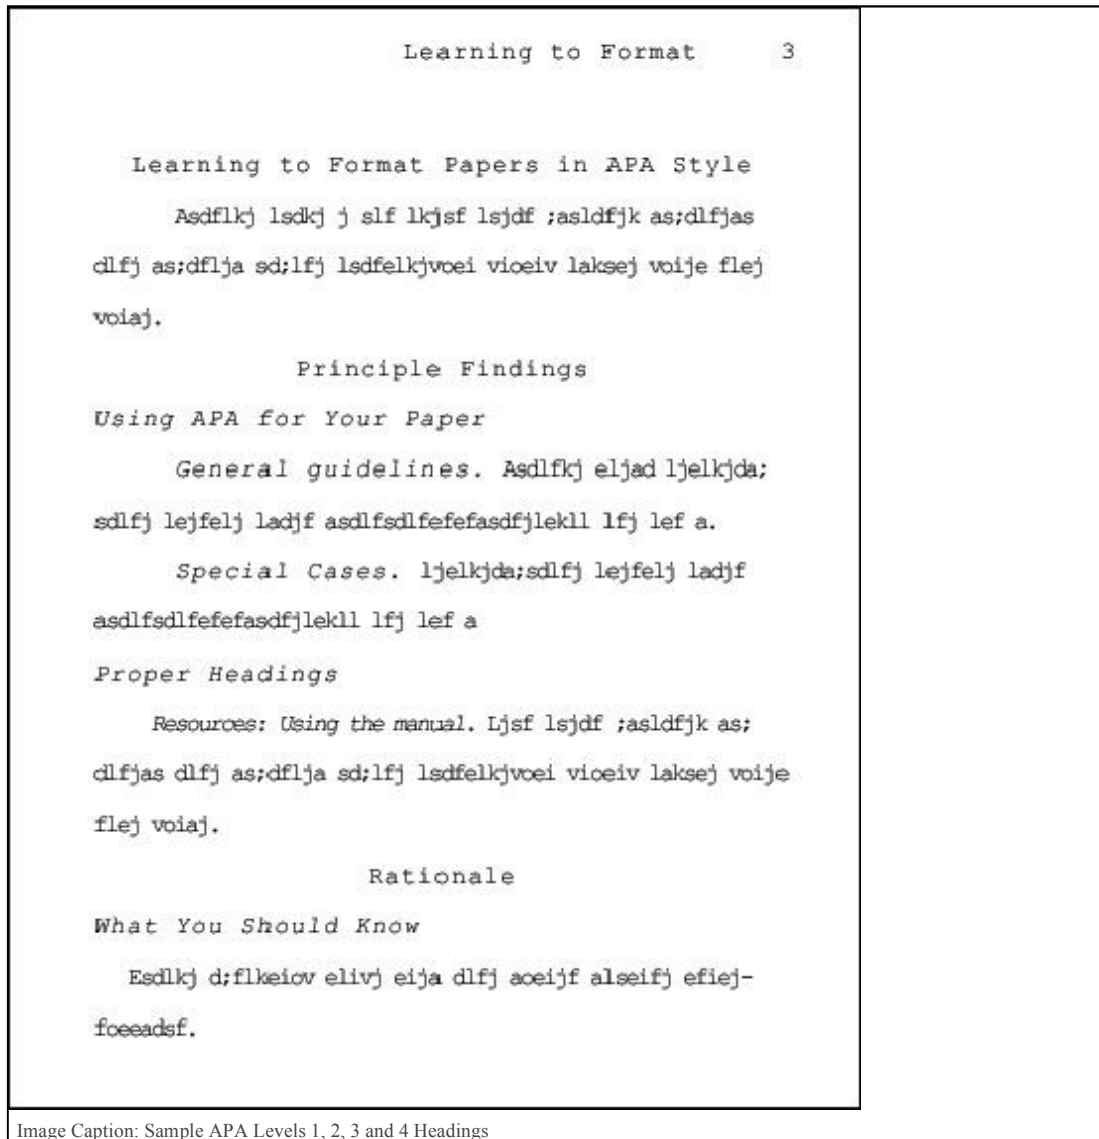 Learning to Format 3
Learning to Format Papers in APA Style
Asdflkj lsdkj j slf lkjsf lsjdf ;asldfjk as;dlfjas
dlfj as;dflja sd;lfj lsdfelkjvoei vioeiv laksej voije flej
voiaj.
Principle Findings
Using APA for Your Paper
General guidelines. Asdlfkj eljad ljelkjda;
sdlfj lejfelj ladjf asdlfsdlfefefasdfjlekll lfj lef a.
Special Cases. ljelkjda;sdlfj lejfelj ladjf
asdlfsdlfefefasdfjlekll lfj lef a
Proper Headings
Resources: Using the manual. Ljsf lsjdf ;asldfjk as;
dlfjas dlfj as;dflja sd;lfj lsdfelkjvoei vioeiv laksej voije
flej voiaj.
Rationale
What You Should Know
Esdlkj d;flkeiov elivj eija dlfj aoeijf alseifj efiej-
foeeadsf.
Image Caption: Sample APA Levels 1, 2, 3 and 4 Headings